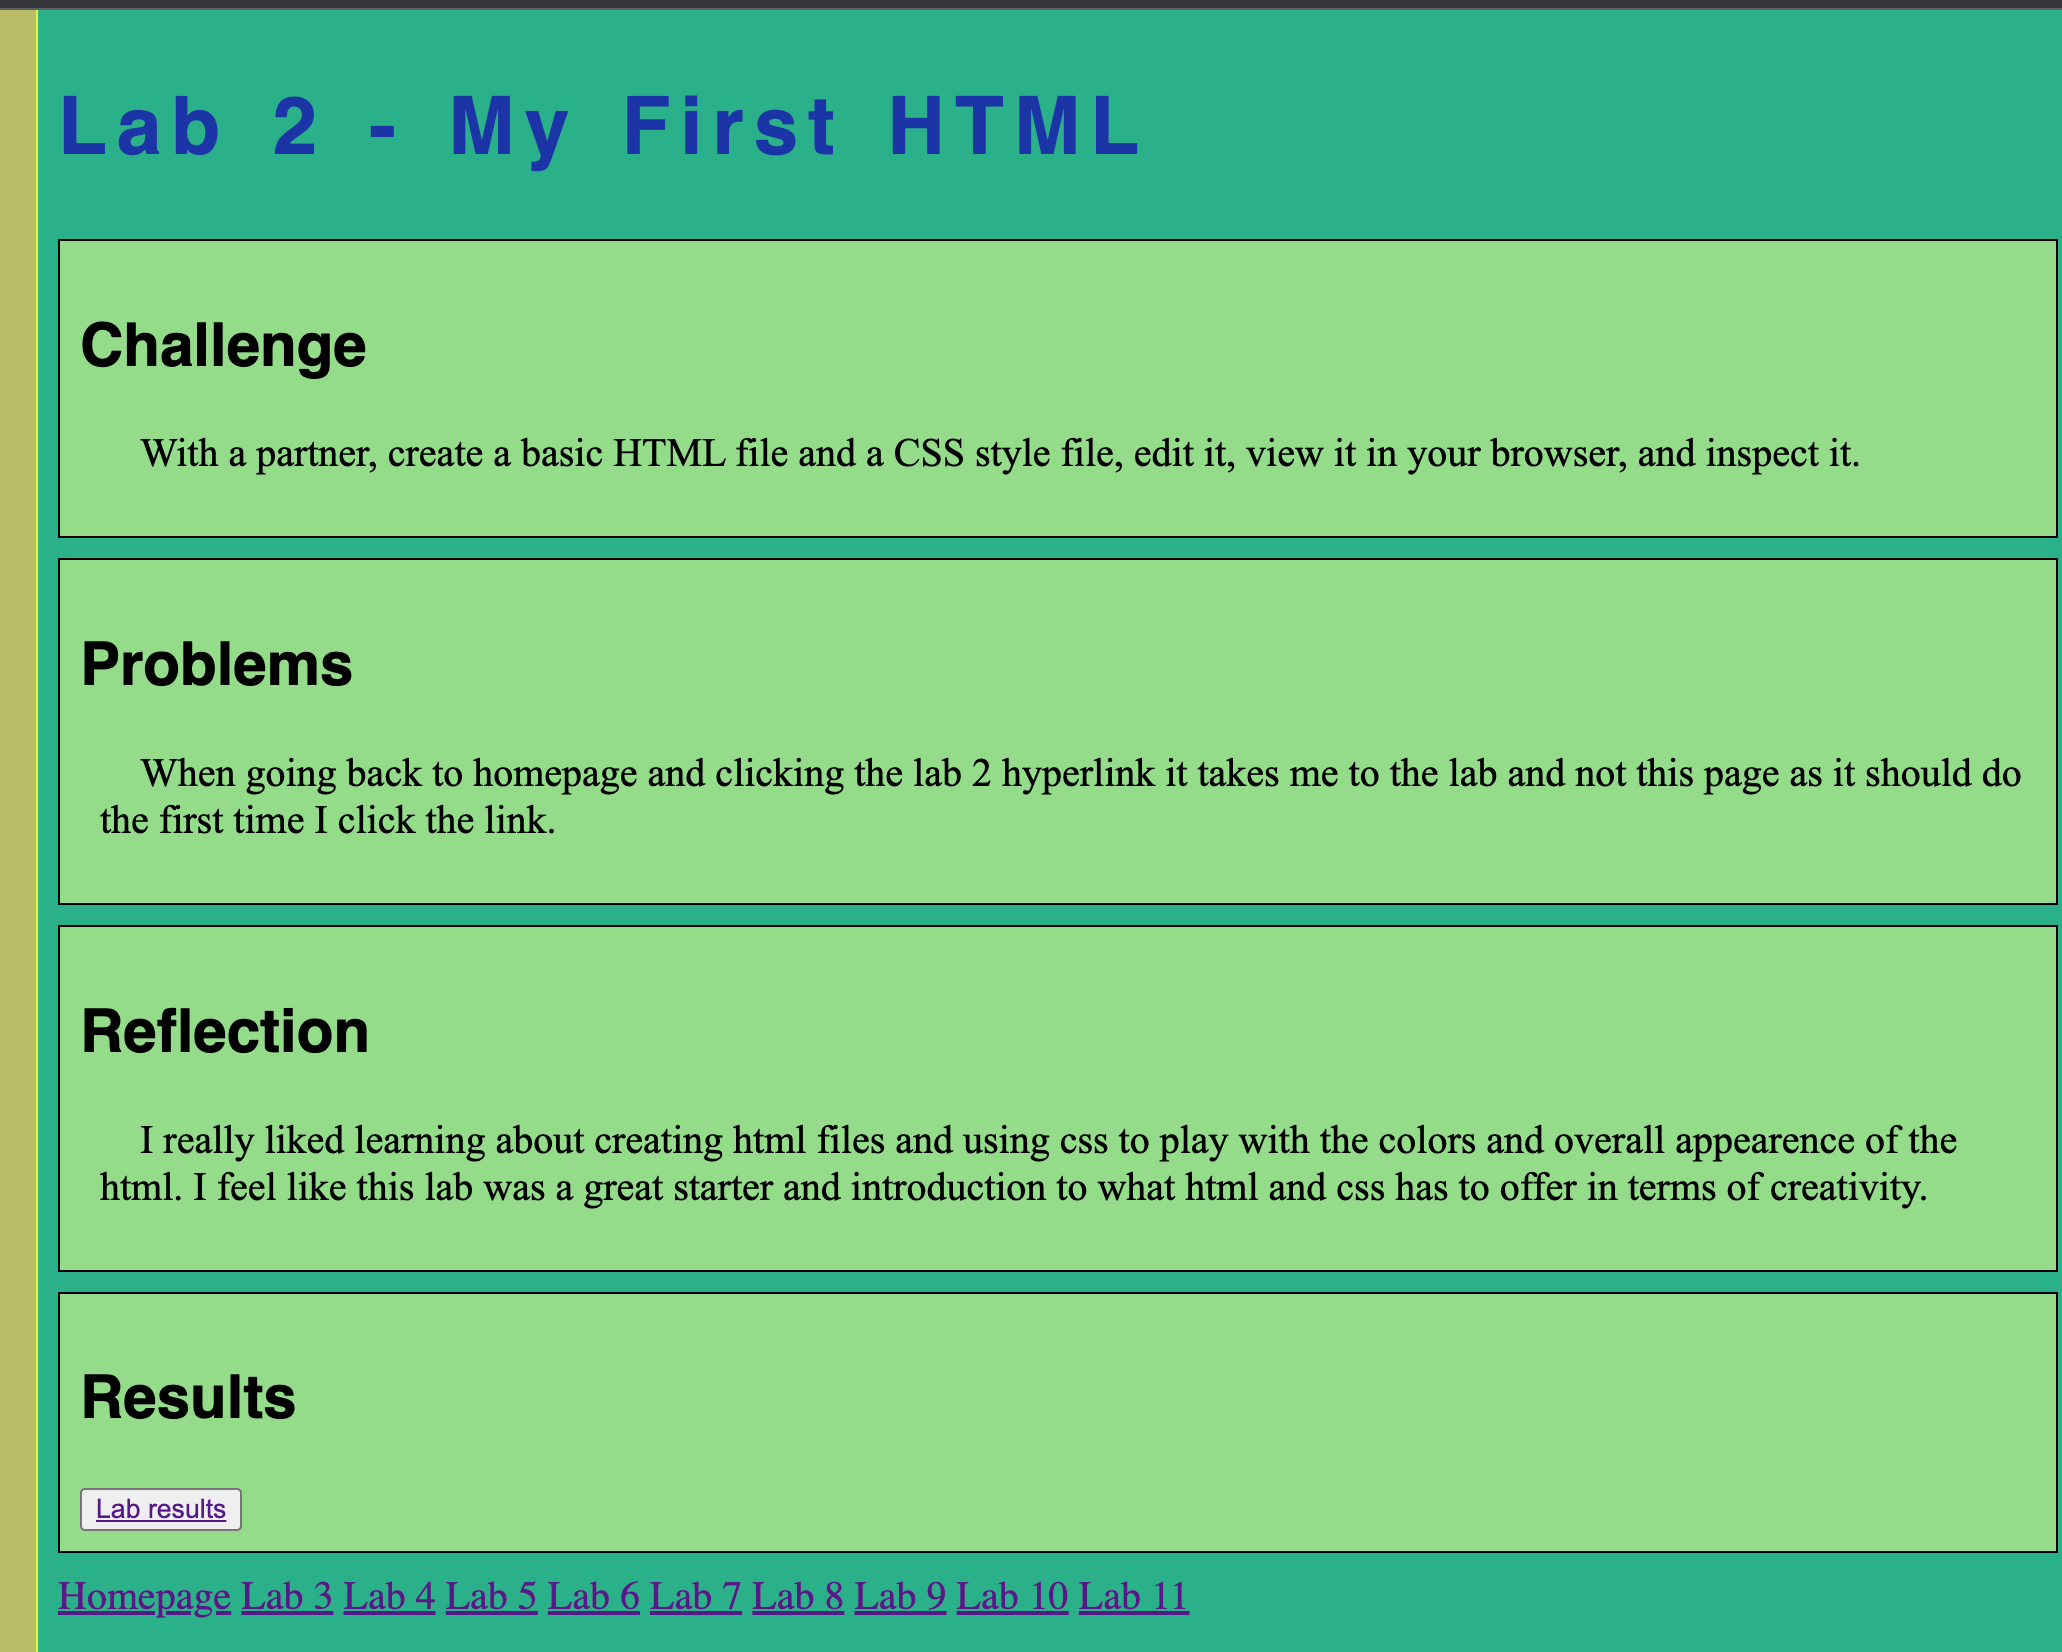 Lab 2 - My First HTML
Challenge
With a partner, create a basic HTML file and a CSS style file, edit it, view it in your browser, and inspect it.
Problems
When going back to homepage and clicking the lab 2 hyperlink it takes me to the lab and not this page as it should do
the first time I click the link.
Reflection
I really liked learning about creating html files and using css to play with the colors and overall appearence of the
html. I feel like this lab was a great starter and introduction to what html and css has to offer in terms of creativity.
Results
Lab results
Homepage Lab 3 Lab 4 Lab 5 Lab 6 Lab 7 Lab 8 Lab 9 Lab 10 Lab 11